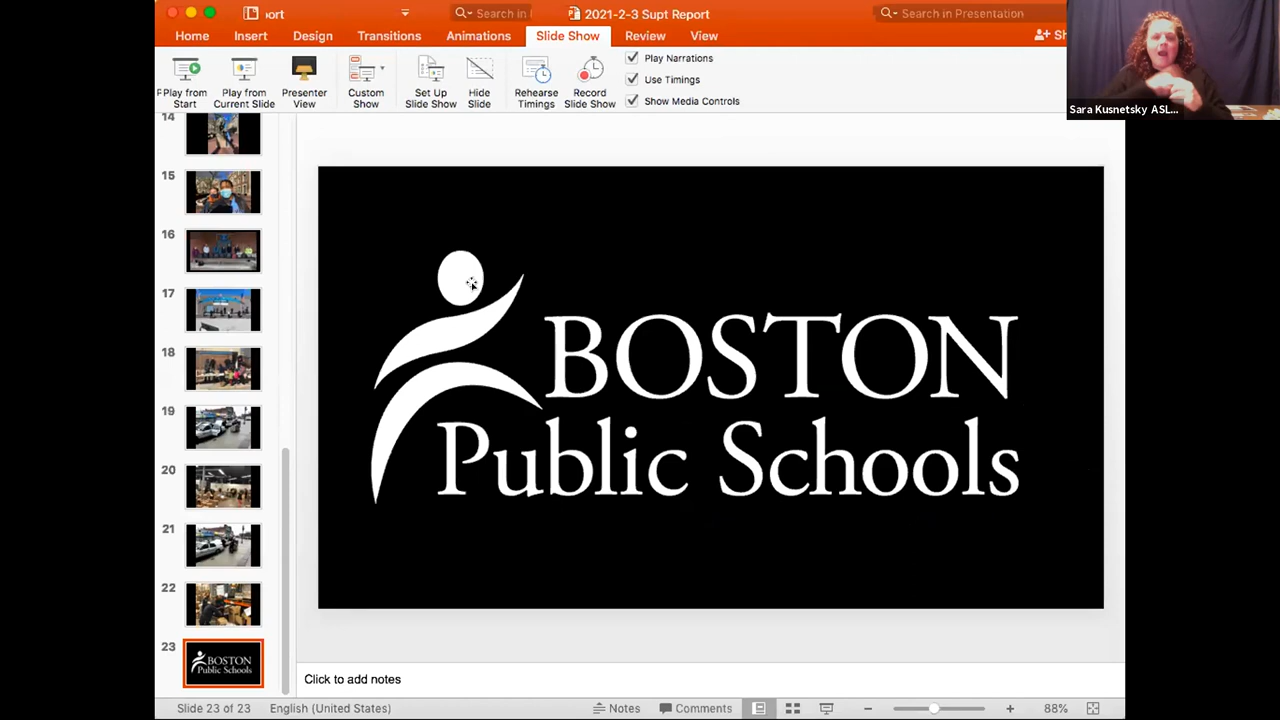 ort
Search in
2021-2-3 Supt Report
Search in Presentation
Home
Insert
Design
Transitions
Animations
Slide Show
Review
View
Sh
Play from Start
Play from Current Slide
Presenter View
Custom Show
Set Up Slide Show
Hide Slide
Rehearse Timings
Record Slide Show
Play Narrations
Use Timings
Show Media Controls
Sara Kusnetsky ASL...
14
15
16
17
18
19
20
21
22
23
BOSTON
Public Schools
BOSTON
Public Schools
Click to add notes
Slide 23 of 23
English (United States)
Notes
Comments
88%